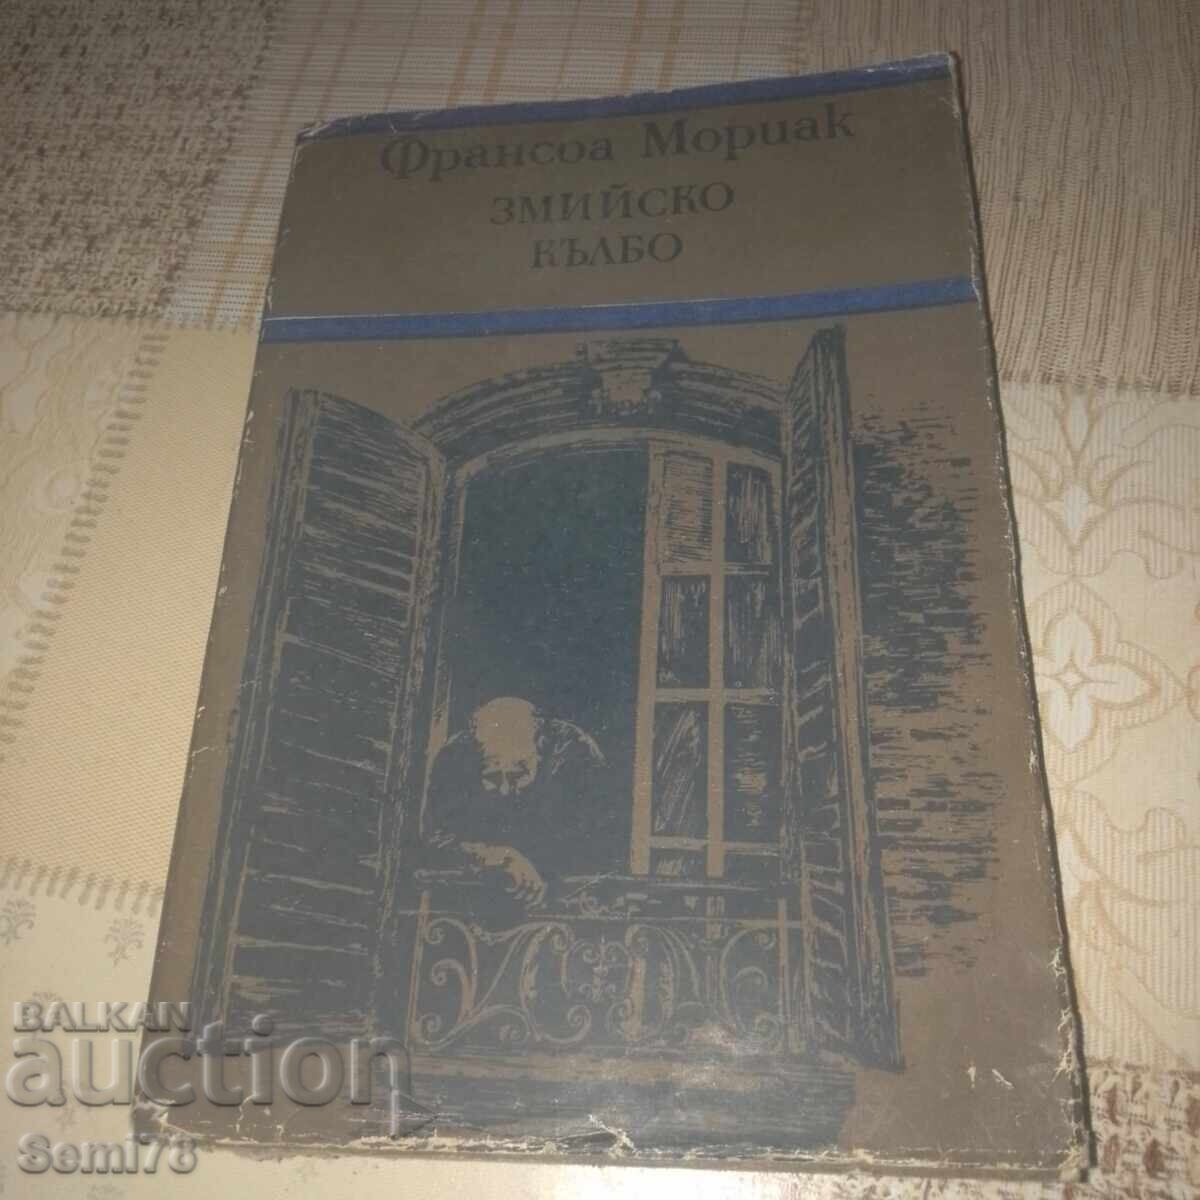 Франсоа Мориак
ЗМИЙСКО
КЪЛБО
BALKAN
auction
Semi78